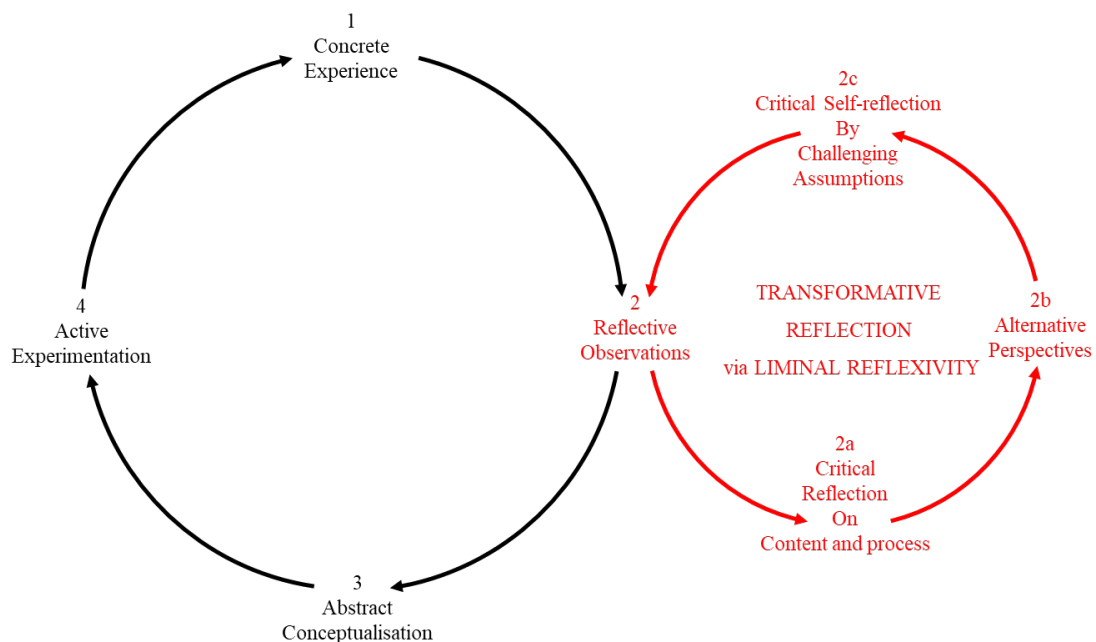 1
Concrete
Experience
2
Reflective
Observations
3
Abstract
Conceptualisation
4
Active
Experimentation
2a
Critical
Reflection
On
Content and process
2b
Alternative
Perspectives
2c
Critical Self-reflection
By
Challenging
Assumptions
TRANSFORMATIVE
REFLECTION
via LIMINAL REFLEXIVITY